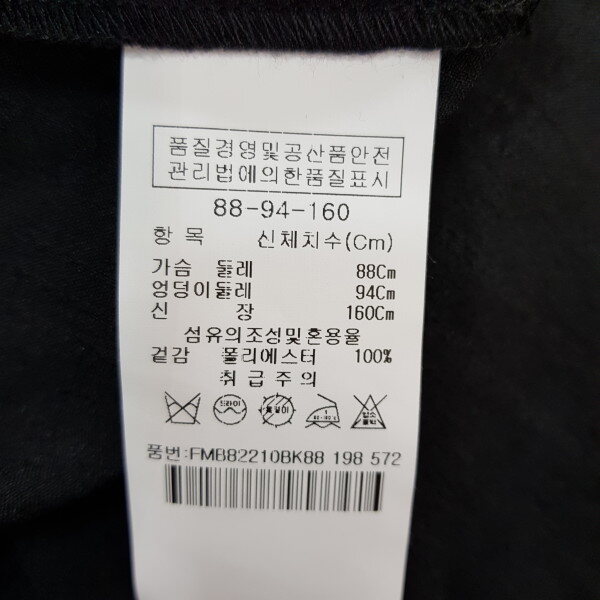 품질경영및공산품안전
관리법에의한품질표시
88-94-160
항 목 신체치수(Cm)
가슴 둘레 88Cm
엉덩이둘레 94Cm
신 장 160Cm
섬유의조성및혼용율
겉감 폴리에스터 100%
취급주의
드라이
품번:FMB82210BK88 198 572